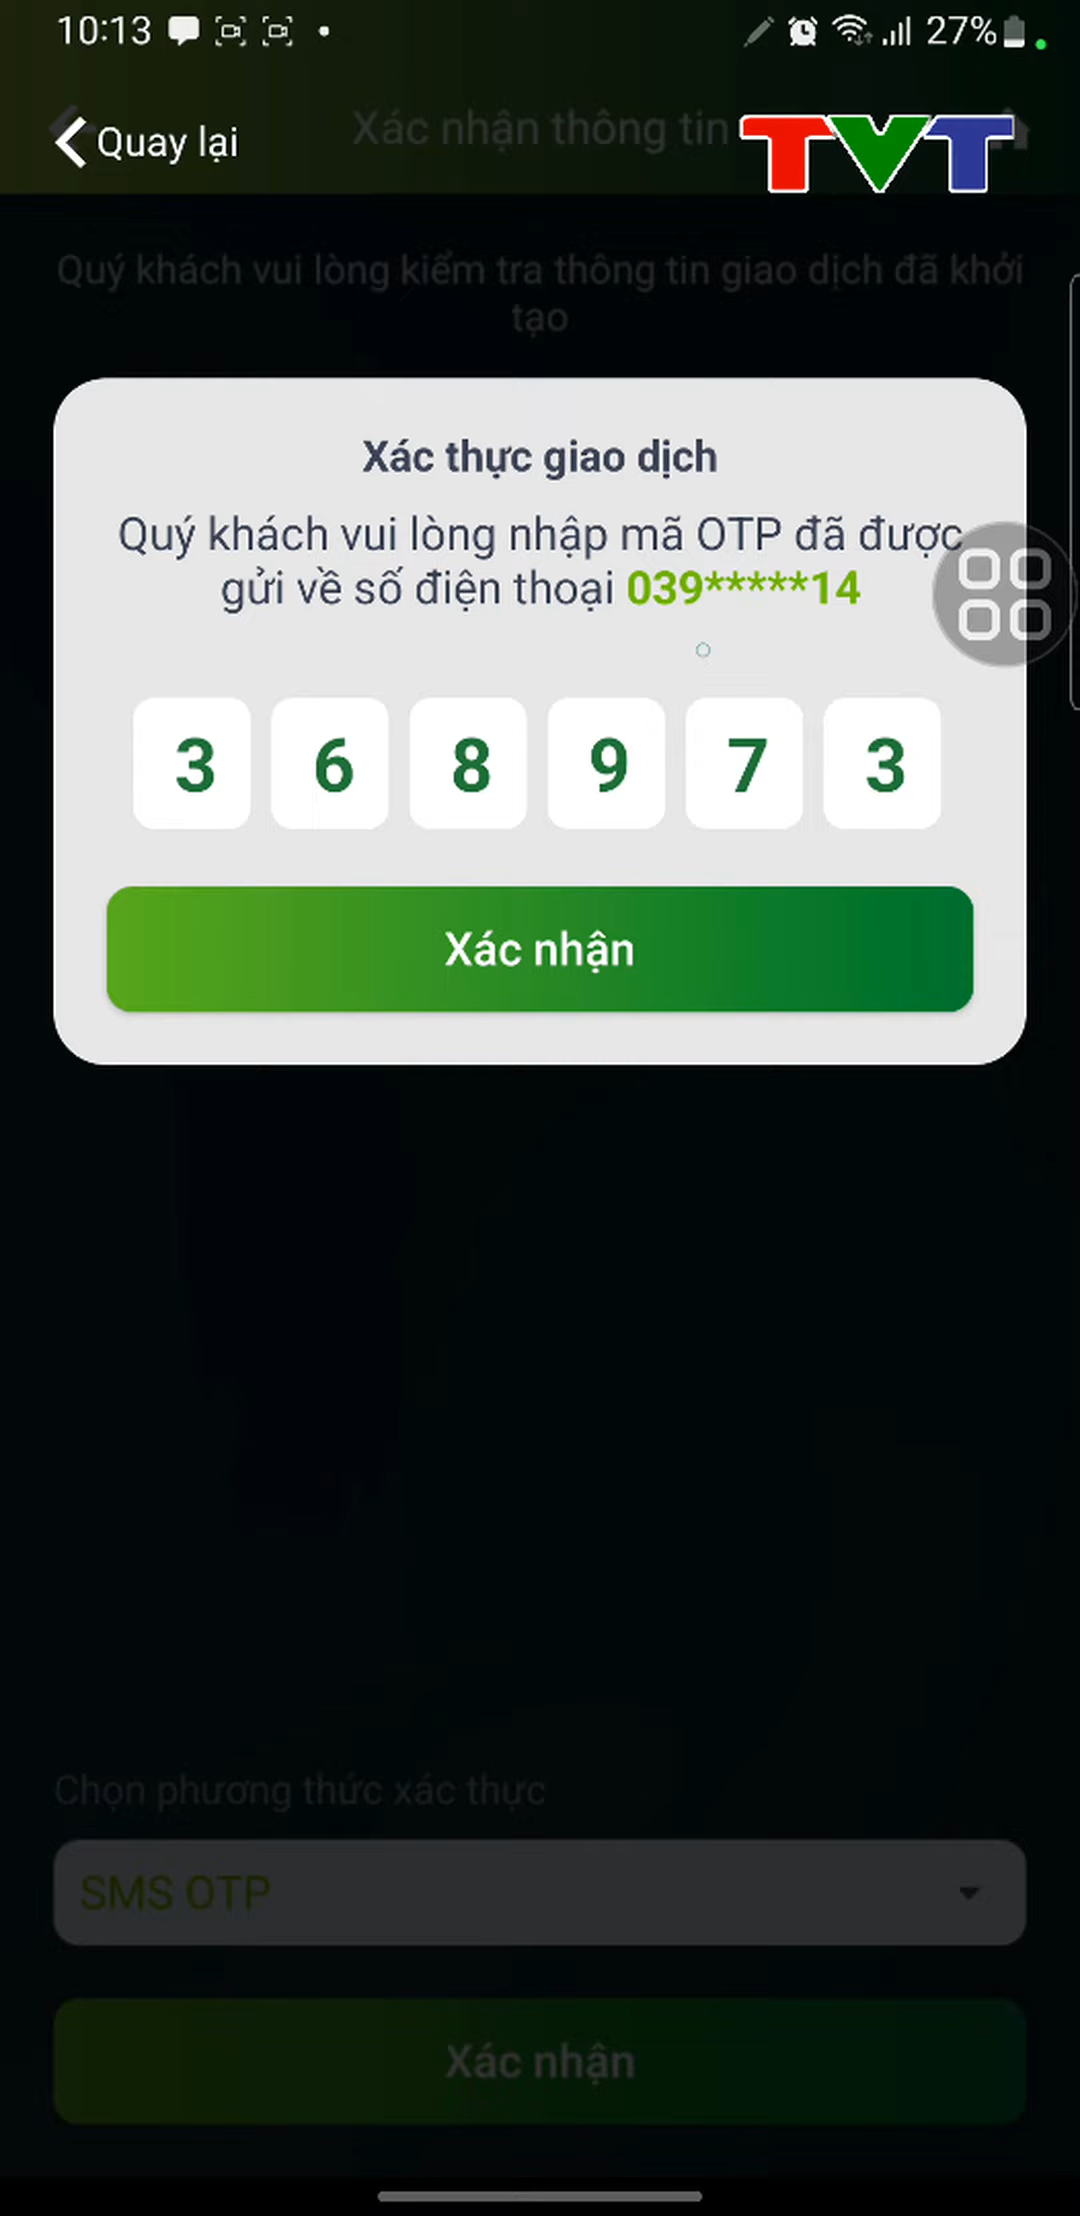 10:13
27%
Quay lại
Xác nhận thông tin
TVT
Quý khách vui lòng kiểm tra thông tin giao dịch đã khởi
tạo
Xác thực giao dịch
Quý khách vui lòng nhập mã OTP đã được
gửi về số điện thoại 039*****14
3 6 8 9 7 3
Xác nhận
Chọn phương thức xác thực
SMS OTP
Xác nhận